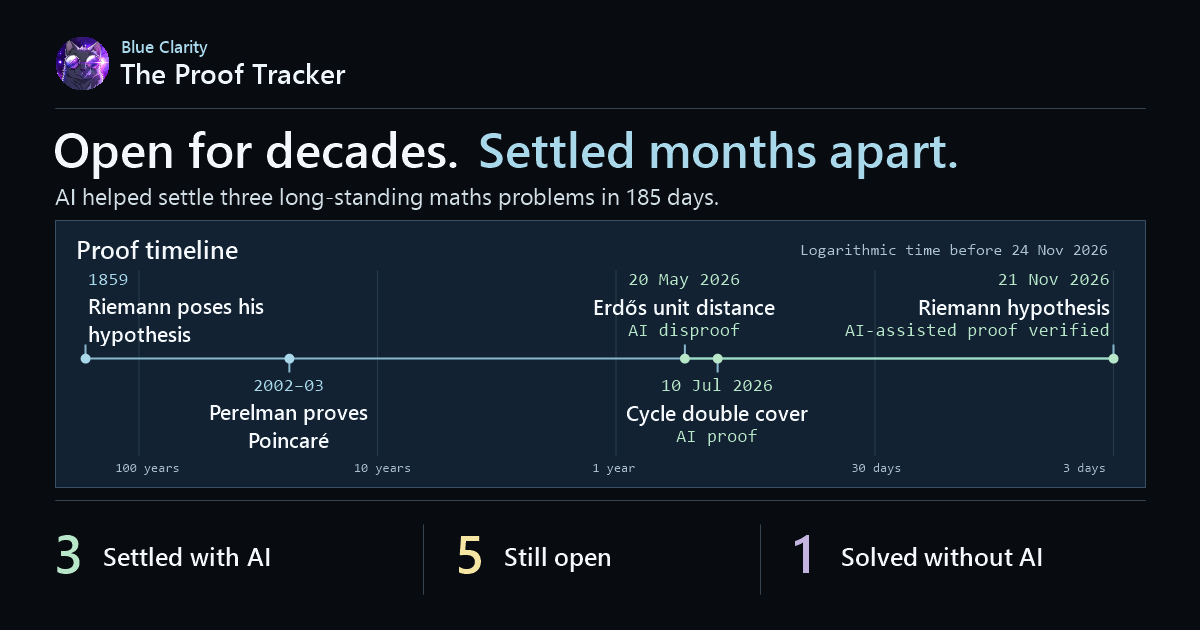 Blue Clarity
The Proof Tracker
Open for decades. Settled months apart.
AI helped settle three long-standing maths problems in 185 days.
Proof timeline
Logarithmic time before 24 Nov 2026
1859
Riemann poses his
hypothesis
20 May 2026
Erdős unit distance
AI disproof
21 Nov 2026
Riemann hypothesis
AI-assisted proof verified
2002–03
Perelman proves
Poincaré
10 Jul 2026
Cycle double cover
AI proof
100 years
10 years
1 year
30 days
3 days
3 Settled with AI
5 Still open
1 Solved without AI